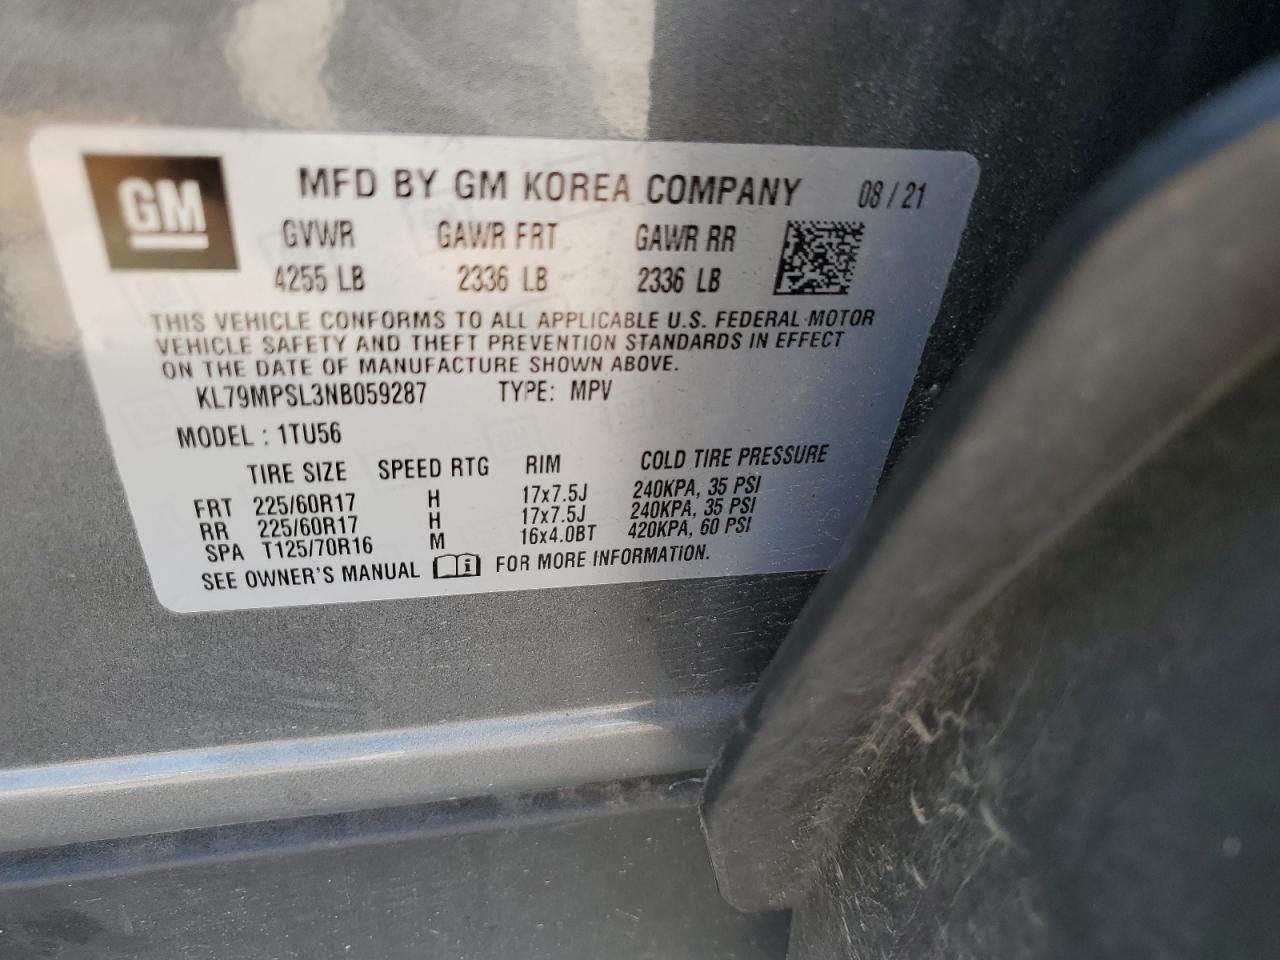 GM
MFD BY GM KOREA COMPANY 08/21
GVWR GAWR FRT GAWR RR
4255 LB 2336 LB 2336 LB
THIS VEHICLE CONFORMS TO ALL APPLICABLE U.S. FEDERAL MOTOR
VEHICLE SAFETY AND THEFT PREVENTION STANDARDS IN EFFECT
ON THE DATE OF MANUFACTURE SHOWN ABOVE.
KL79MPSL3NB059287 TYPE: MPV
MODEL : 1TU56
TIRE SIZE SPEED RTG RIM COLD TIRE PRESSURE
FRT 225/60R17 H 17x7.5J 240KPA, 35 PSI
RR 225/60R17 H 17x7.5J 240KPA, 35 PSI
SPA T125/70R16 M 16x4.0BT 420KPA, 60 PSI
SEE OWNER'S MANUAL i FOR MORE INFORMATION.